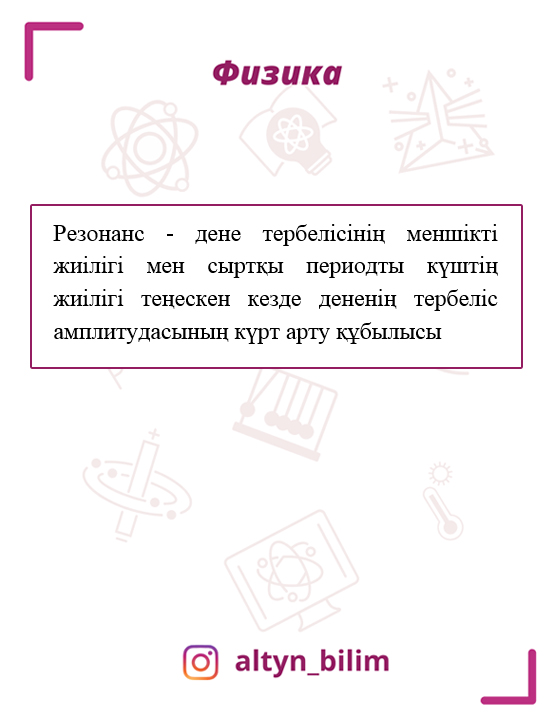 Физика
Резонанс - дене тербелісінің меншікті
жиілігі мен сыртқы периодты күштің
жиілігі теңескен кезде дененің тербеліс
амплитудасының күрт арту құбылысы
altyn_bilim